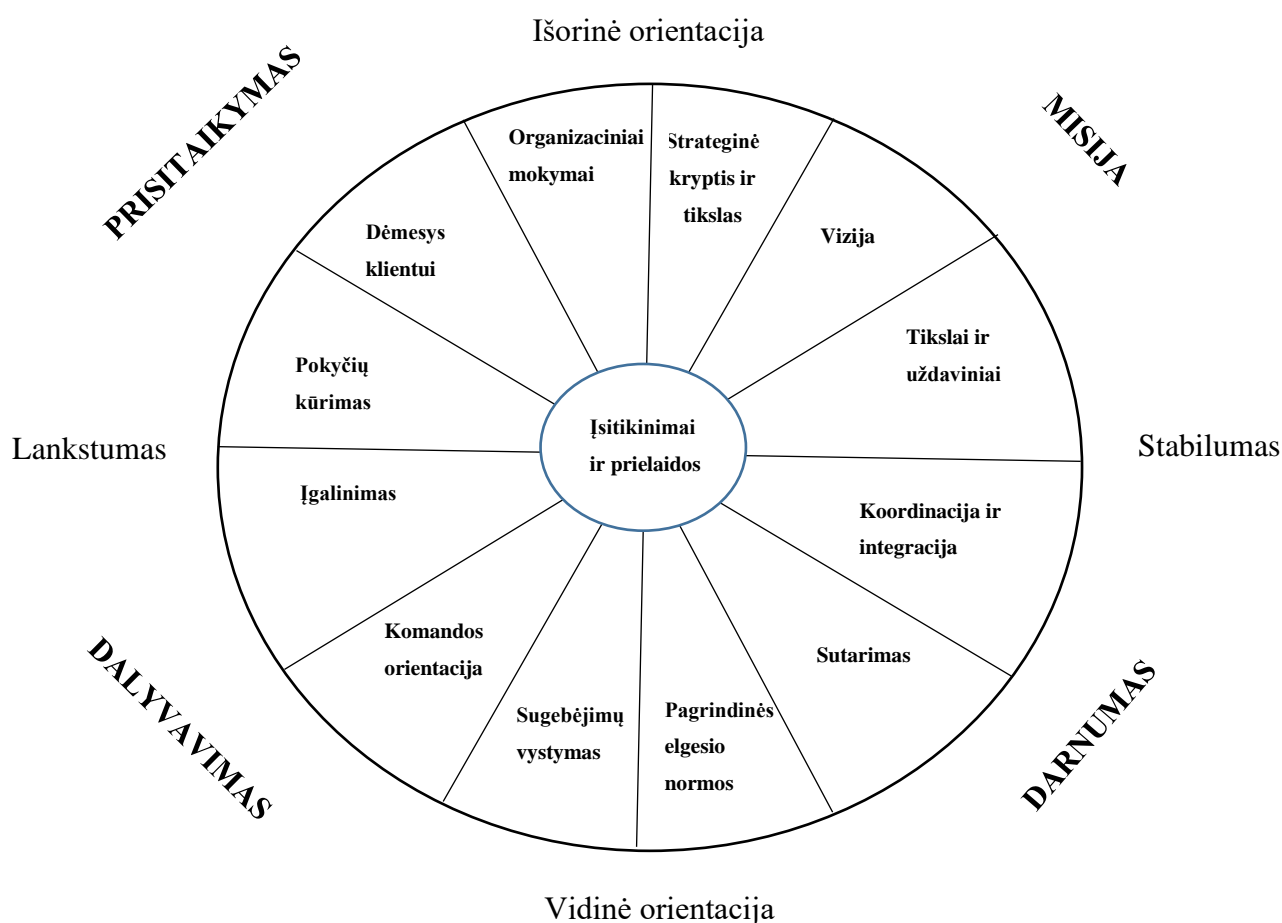 Išorinė orientacija
PRISITAIKYMAS
MISIJA
Organizaciniai
mokymai
Strateginė
kryptis ir
tikslas
Dėmesys
klientui
Vizija
Pokyčių
kūrimas
Tikslai ir
uždaviniai
Lankstumas
Įsitikinimai
ir prielaidos
Stabilumas
Įgalinimas
Koordinacija ir
integracija
Komandos
orientacija
Sutarimas
Sugebėjimų
vystymas
Pagrindinės
elgesio
normos
DALYVAVIMAS
DARNUMAS
Vidinė orientacija